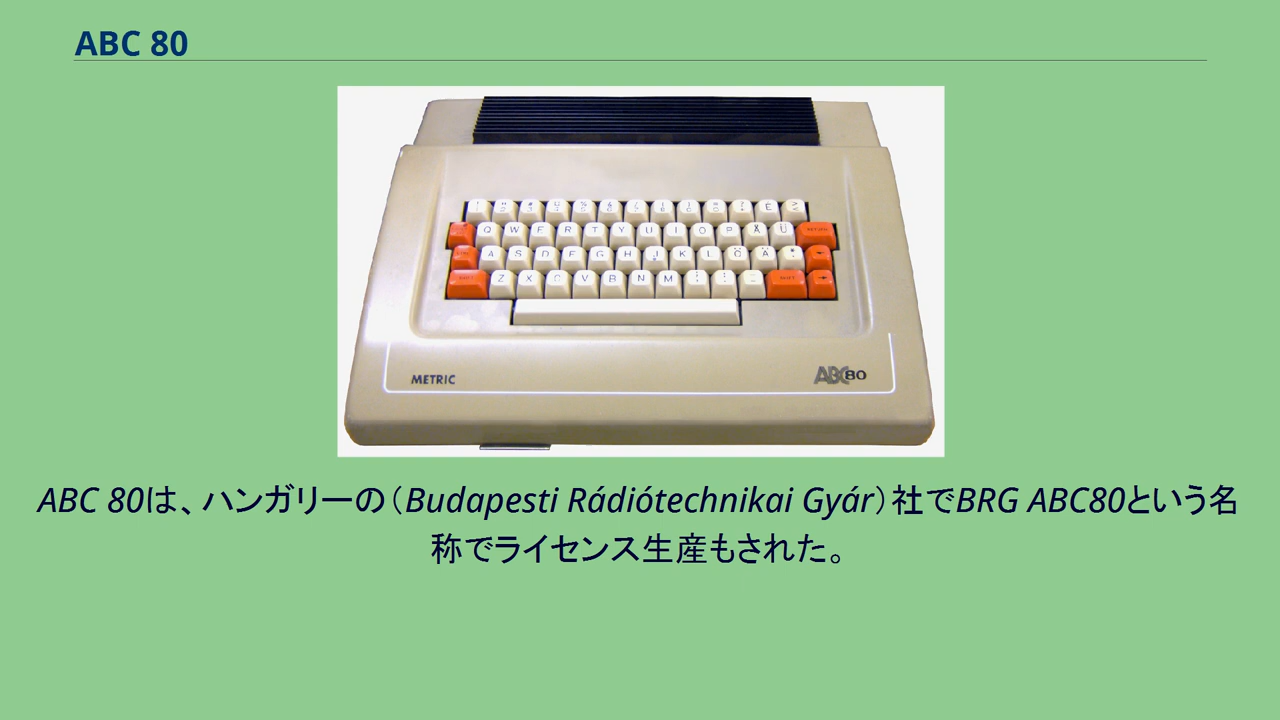 ABC 80
Q W E R T Y U I O P Å Ü
A S D F G H J K L Ö Ä
Z X C V B N M
METRIC
ABC80
ABC 80は、ハンガリーの（Budapesti Rádiótechnikai Gyár）社でBRG ABC80という名
称でライセンス生産もされた。